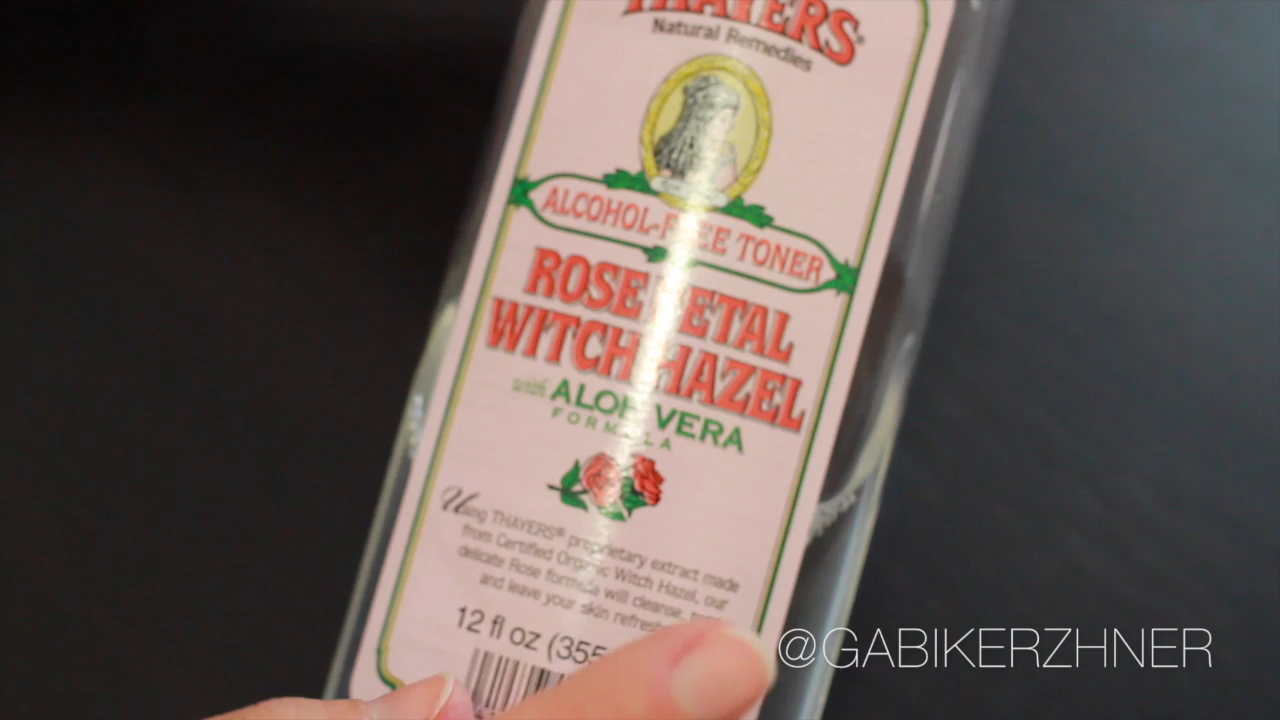 THAYERS®
Natural Remedies
ALCOHOL-FREE TONER
ROSE PETAL
WITCH HAZEL
with ALOE VERA
FORMULA
Using THAYERS® proprietary extract made
from Certified Organic Witch Hazel, our
delicate Rose formula will cleanse,
and leave your skin
12 fl oz (355
@GABIKERZHNER